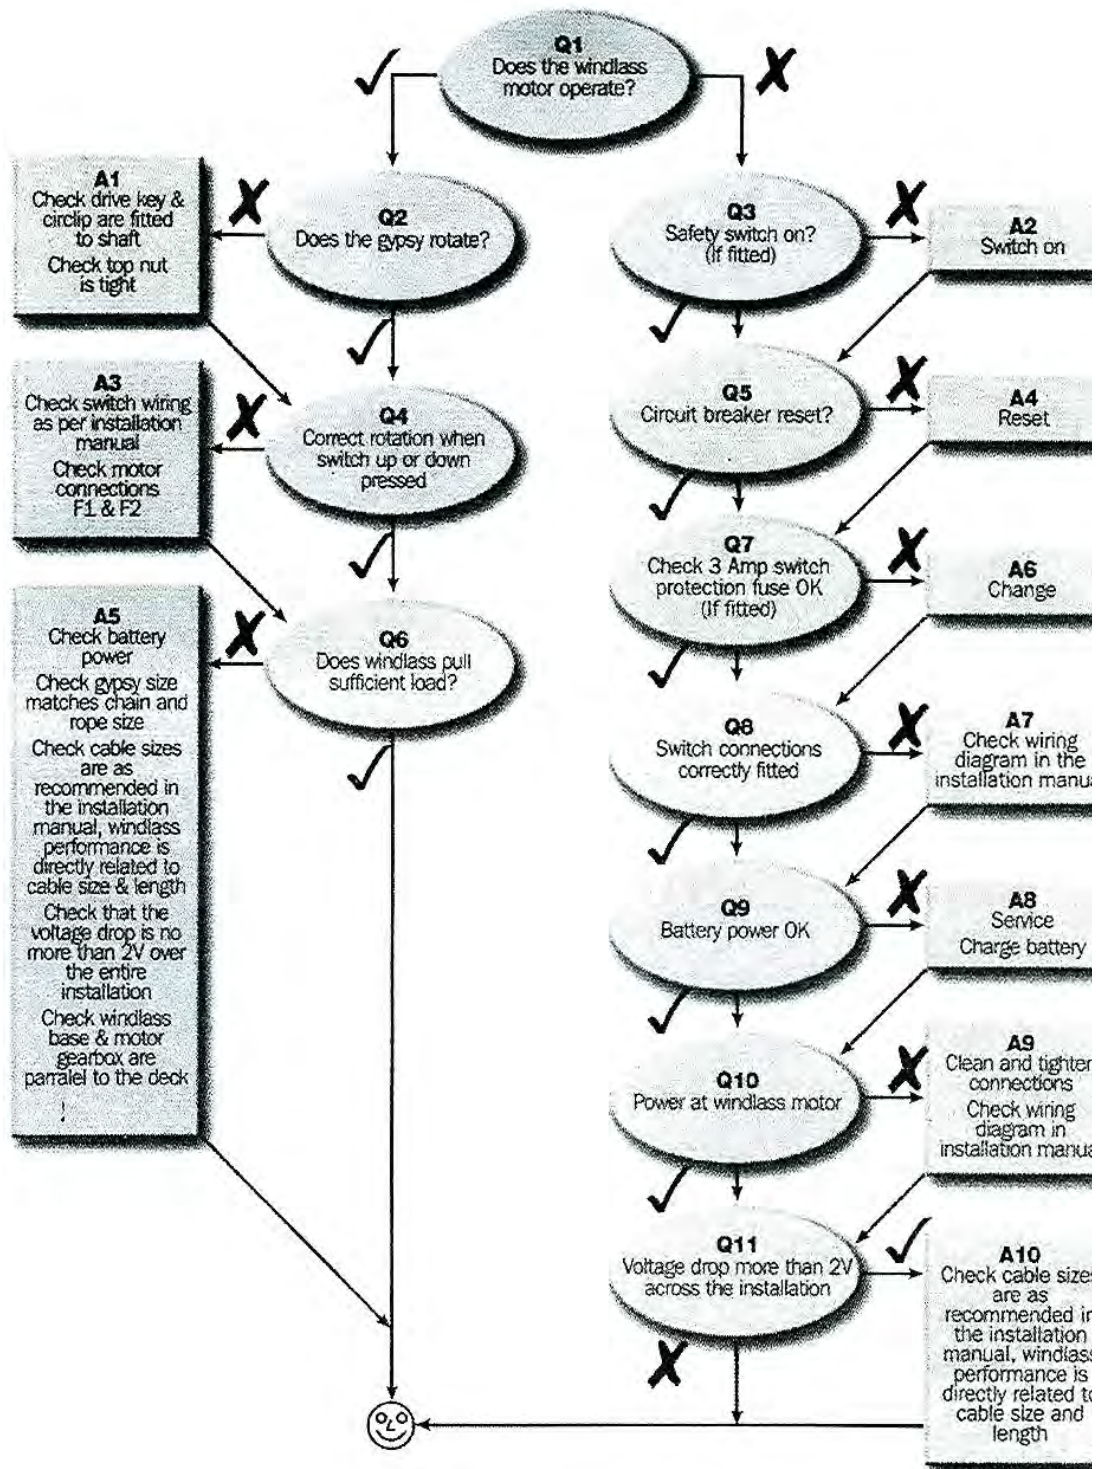 Q1
Does the windlass
motor operate?
A1
Check drive key &
circlip are fitted
to shaft
Check top nut
is tight
Q2
Does the gypsy rotate?
Q3
Safety switch on?
(If fitted)
A2
Switch on
A3
Check switch wiring
as per installation
manual
Check motor
connections
F1 & F2
Q4
Correct rotation when
switch up or down
pressed
Q5
Circuit breaker reset?
A4
Reset
Q7
Check 3 Amp switch
protection fuse OK
(If fitted)
A6
Change
A5
Check battery
power
Check gypsy size
matches chain and
rope size
Check cable sizes
are as
recommended in
the installation
manual, windlass
performance is
directly related to
cable size & length
Check that the
voltage drop is no
more than 2V over
the entire
installation
Check windlass
base & motor
gearbox are
parralel to the deck
!
Q6
Does windlass pull
sufficient load?
Q8
Switch connections
correctly fitted
A7
Check wiring
diagram in the
installation manua
Q9
Battery power OK
A8
Service
Charge battery
Q10
Power at windlass motor
A9
Clean and tighter
connections
Check wiring
diagram in
installation manua
Q11
Voltage drop more than 2V
across the installation
A10
Check cable sizes
are as
recommended in
the installation
manual, windlass
performance is
directly related to
cable size and
length